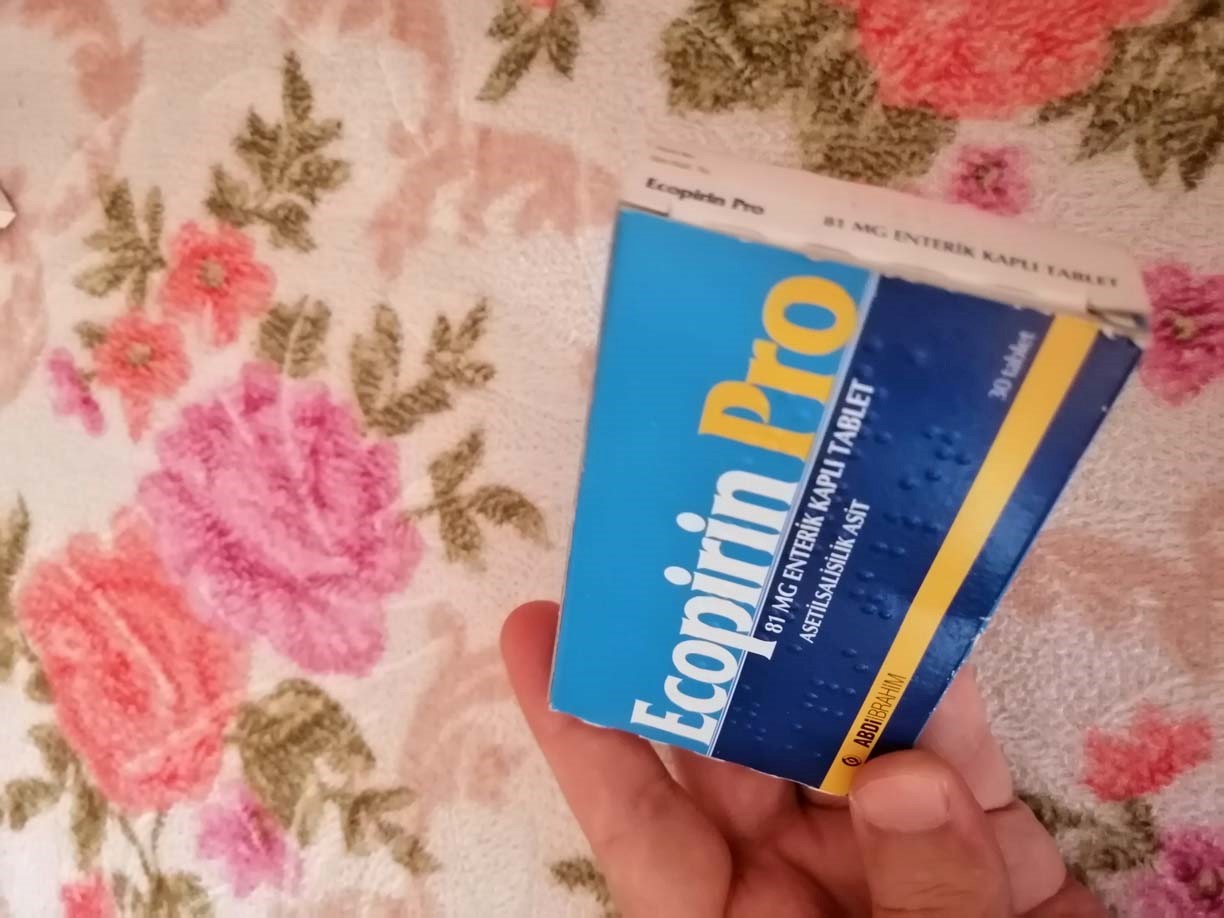 Ecopirin Pro
81 MG ENTERİK KAPLI TABLET
Ecopirin Pro
81 MG ENTERİK KAPLI TABLET
ASETİLSALİSİLİK ASİT
30 tablet
ABDİ İBRAHİM